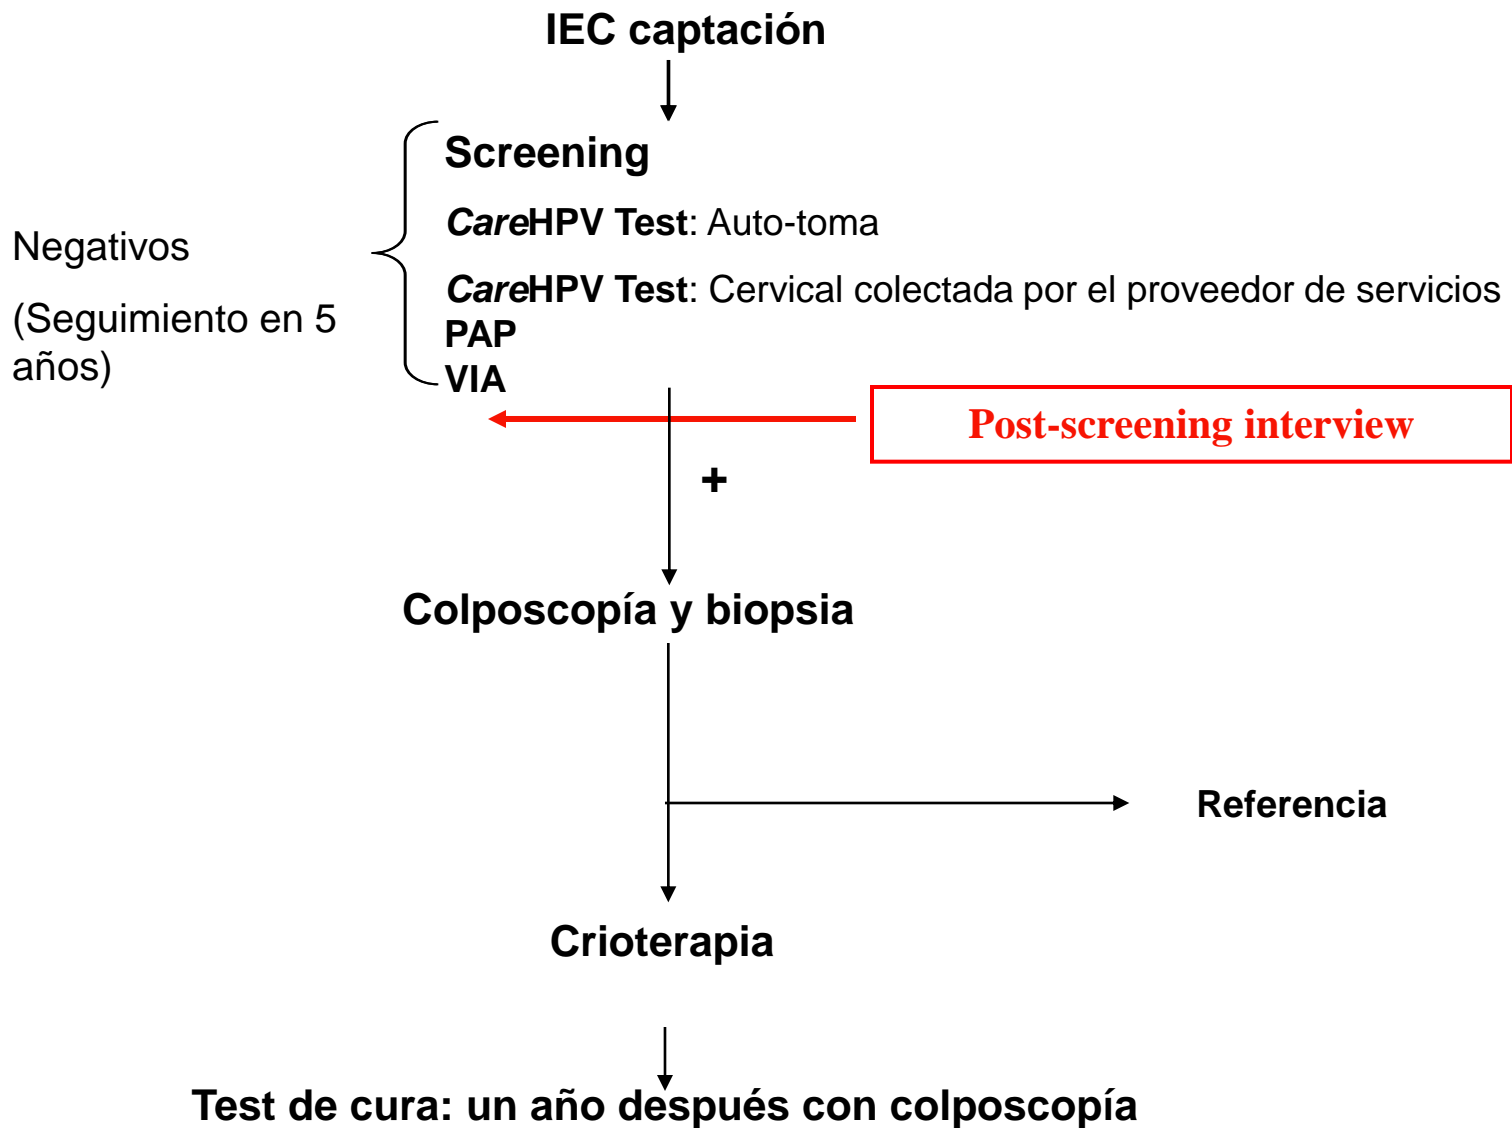 IEC captación
Screening
CareHPV Test: Auto-toma
Negativos
(Seguimiento en 5
años)
CareHPV Test: Cervical colectada por el proveedor de servicios
PAP
VIA
Post-screening interview
+
Colposcopía y biopsia
Referencia
Crioterapia
Test de cura: un año después con colposcopía